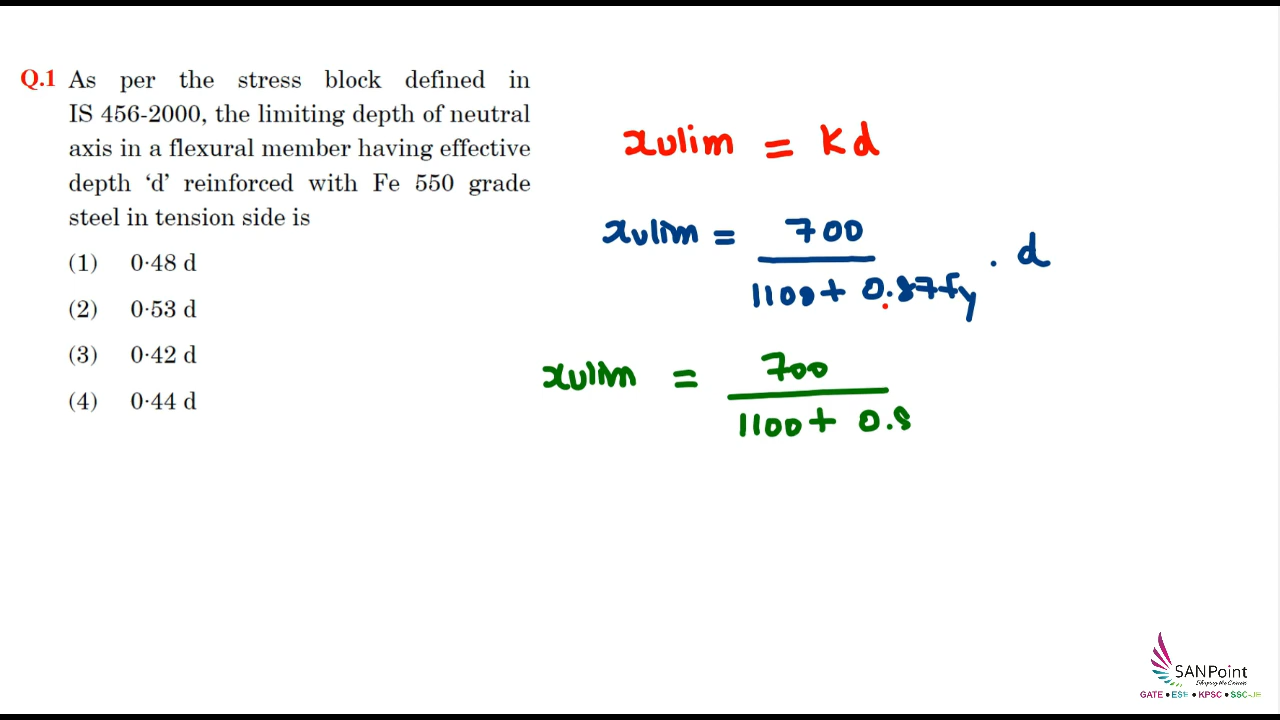 Q.1 As per the stress block defined in
IS 456-2000, the limiting depth of neutral
axis in a flexural member having effective
depth ‘d’ reinforced with Fe 550 grade
steel in tension side is
(1) 0·48 d
(2) 0·53 d
(3) 0·42 d
(4) 0·44 d
xulim = Kd
xulim = 700 / 1100 + 0.87fy . d
xulim = 700 / 1100 + 0.8
SANPoint
Shaping the Careers
GATE • ESE • KPSC • SSC-JE